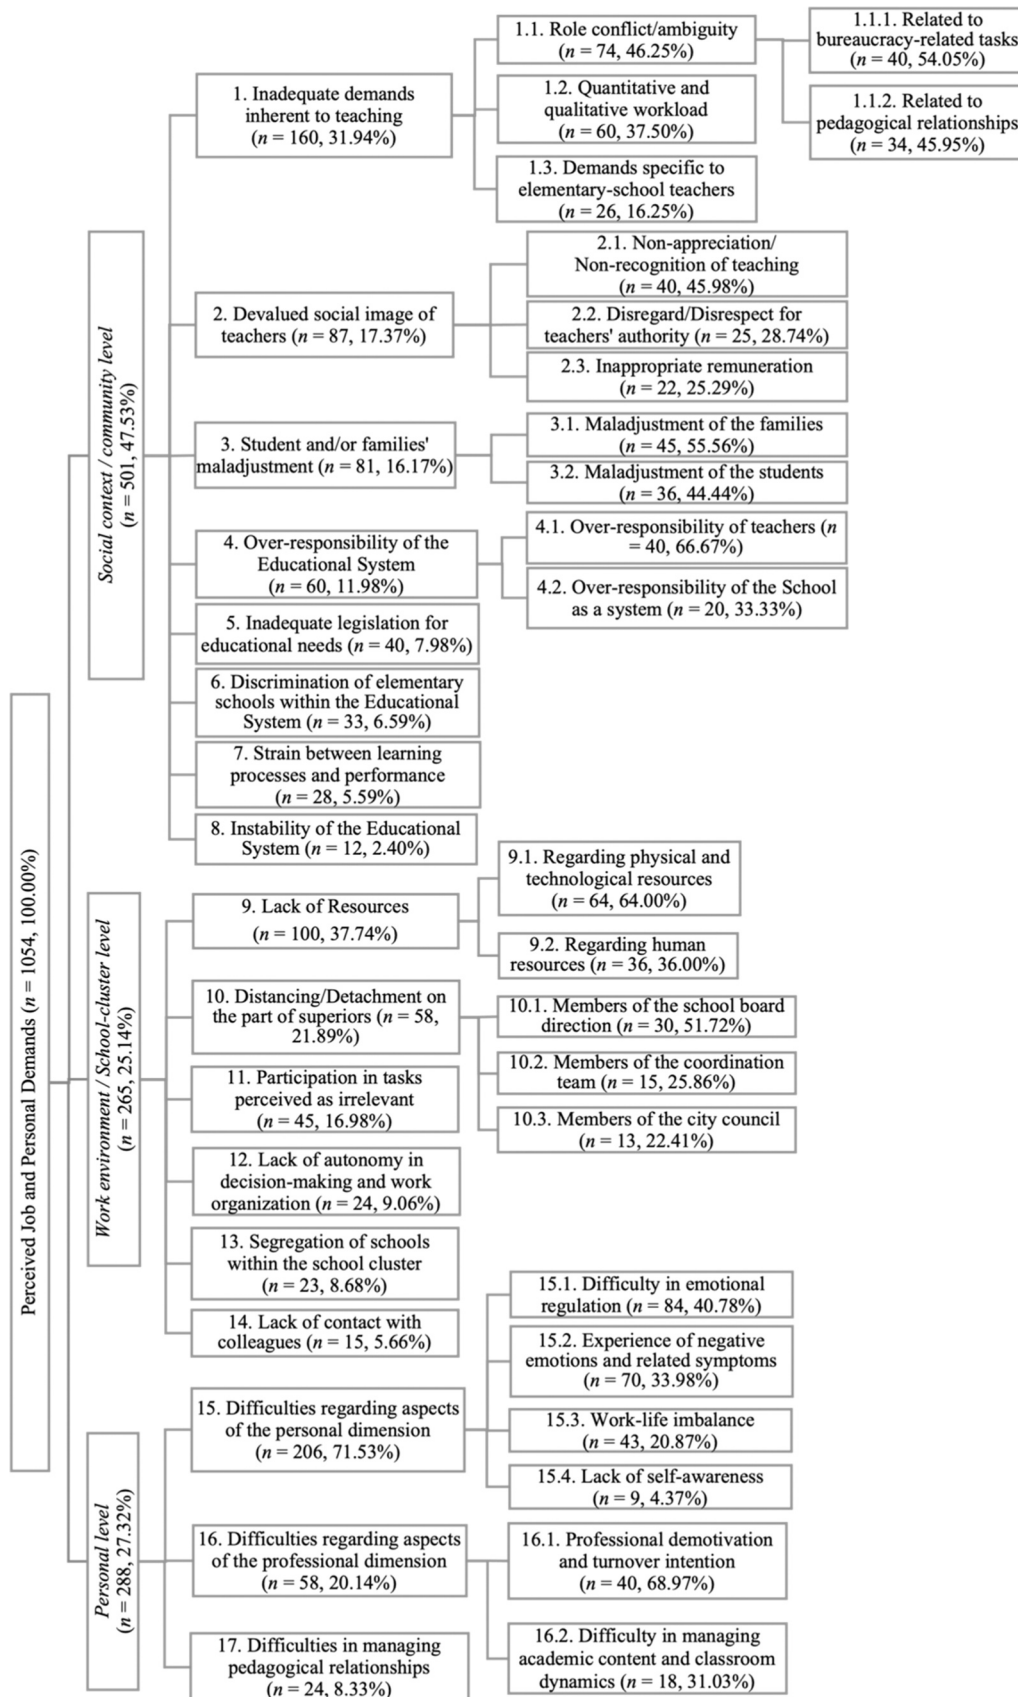 Perceived Job and Personal Demands (n = 1054, 100.00%)
Social context / community level
(n = 501, 47.53%)
1. Inadequate demands
inherent to teaching
(n = 160, 31.94%)
1.1. Role conflict/ambiguity
(n = 74, 46.25%)
1.1.1. Related to
bureaucracy-related tasks
(n = 40, 54.05%)
1.1.2. Related to
pedagogical relationships
(n = 34, 45.95%)
1.2. Quantitative and
qualitative workload
(n = 60, 37.50%)
1.3. Demands specific to
elementary-school teachers
(n = 26, 16.25%)
2. Devalued social image of
teachers (n = 87, 17.37%)
2.1. Non-appreciation/
Non-recognition of teaching
(n = 40, 45.98%)
2.2. Disregard/Disrespect for
teachers' authority (n = 25, 28.74%)
2.3. Inappropriate remuneration
(n = 22, 25.29%)
3. Student and/or families'
maladjustment (n = 81, 16.17%)
3.1. Maladjustment of the families
(n = 45, 55.56%)
3.2. Maladjustment of the students
(n = 36, 44.44%)
4. Over-responsibility of the
Educational System
(n = 60, 11.98%)
4.1. Over-responsibility of teachers (n
= 40, 66.67%)
4.2. Over-responsibility of the School
as a system (n = 20, 33.33%)
5. Inadequate legislation for
educational needs (n = 40, 7.98%)
6. Discrimination of elementary
schools within the Educational
System (n = 33, 6.59%)
7. Strain between learning
processes and performance
(n = 28, 5.59%)
8. Instability of the Educational
System (n = 12, 2.40%)
Work environment / School-cluster level
(n = 265, 25.14%)
9. Lack of Resources
(n = 100, 37.74%)
9.1. Regarding physical and
technological resources
(n = 64, 64.00%)
9.2. Regarding human
resources (n = 36, 36.00%)
10. Distancing/Detachment on
the part of superiors (n = 58,
21.89%)
10.1. Members of the school board
direction (n = 30, 51.72%)
10.2. Members of the coordination
team (n = 15, 25.86%)
10.3. Members of the city council
(n = 13, 22.41%)
11. Participation in tasks
perceived as irrelevant
(n = 45, 16.98%)
12. Lack of autonomy in
decision-making and work
organization (n = 24, 9.06%)
13. Segregation of schools
within the school cluster
(n = 23, 8.68%)
14. Lack of contact with
colleagues (n = 15, 5.66%)
Personal level
(n = 288, 27.32%)
15. Difficulties regarding aspects
of the personal dimension
(n = 206, 71.53%)
15.1. Difficulty in emotional
regulation (n = 84, 40.78%)
15.2. Experience of negative
emotions and related symptoms
(n = 70, 33.98%)
15.3. Work-life imbalance
(n = 43, 20.87%)
15.4. Lack of self-awareness
(n = 9, 4.37%)
16. Difficulties regarding aspects
of the professional dimension
(n = 58, 20.14%)
16.1. Professional demotivation
and turnover intention
(n = 40, 68.97%)
16.2. Difficulty in managing
academic content and classroom
dynamics (n = 18, 31.03%)
17. Difficulties in managing
pedagogical relationships
(n = 24, 8.33%)